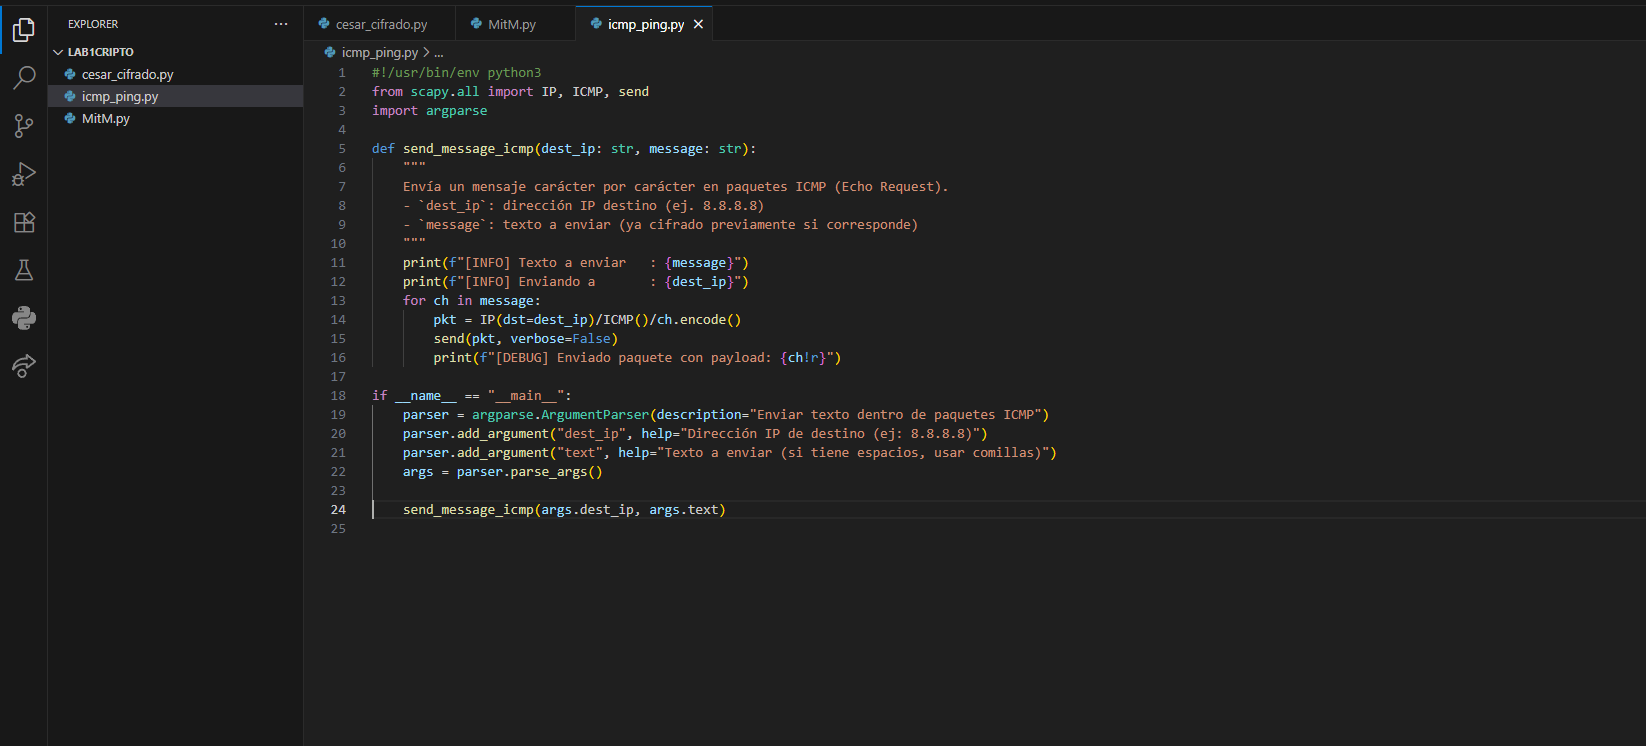 EXPLORER ...
LAB1CRIPTO
cesar_cifrado.py
icmp_ping.py
MitM.py
cesar_cifrado.py MitM.py icmp_ping.py
icmp_ping.py > ...
1 #!/usr/bin/env python3
2 from scapy.all import IP, ICMP, send
3 import argparse
4
5 def send_message_icmp(dest_ip: str, message: str):
6     """
7     Envía un mensaje carácter por carácter en paquetes ICMP (Echo Request).
8     - `dest_ip`: dirección IP destino (ej. 8.8.8.8)
9     - `message`: texto a enviar (ya cifrado previamente si corresponde)
10     """
11     print(f"[INFO] Texto a enviar   : {message}")
12     print(f"[INFO] Enviando a       : {dest_ip}")
13     for ch in message:
14         pkt = IP(dst=dest_ip)/ICMP()/ch.encode()
15         send(pkt, verbose=False)
16         print(f"[DEBUG] Enviado paquete con payload: {ch!r}")
17
18 if __name__ == "__main__":
19     parser = argparse.ArgumentParser(description="Enviar texto dentro de paquetes ICMP")
20     parser.add_argument("dest_ip", help="Dirección IP de destino (ej: 8.8.8.8)")
21     parser.add_argument("text", help="Texto a enviar (si tiene espacios, usar comillas)")
22     args = parser.parse_args()
23
24     send_message_icmp(args.dest_ip, args.text)
25